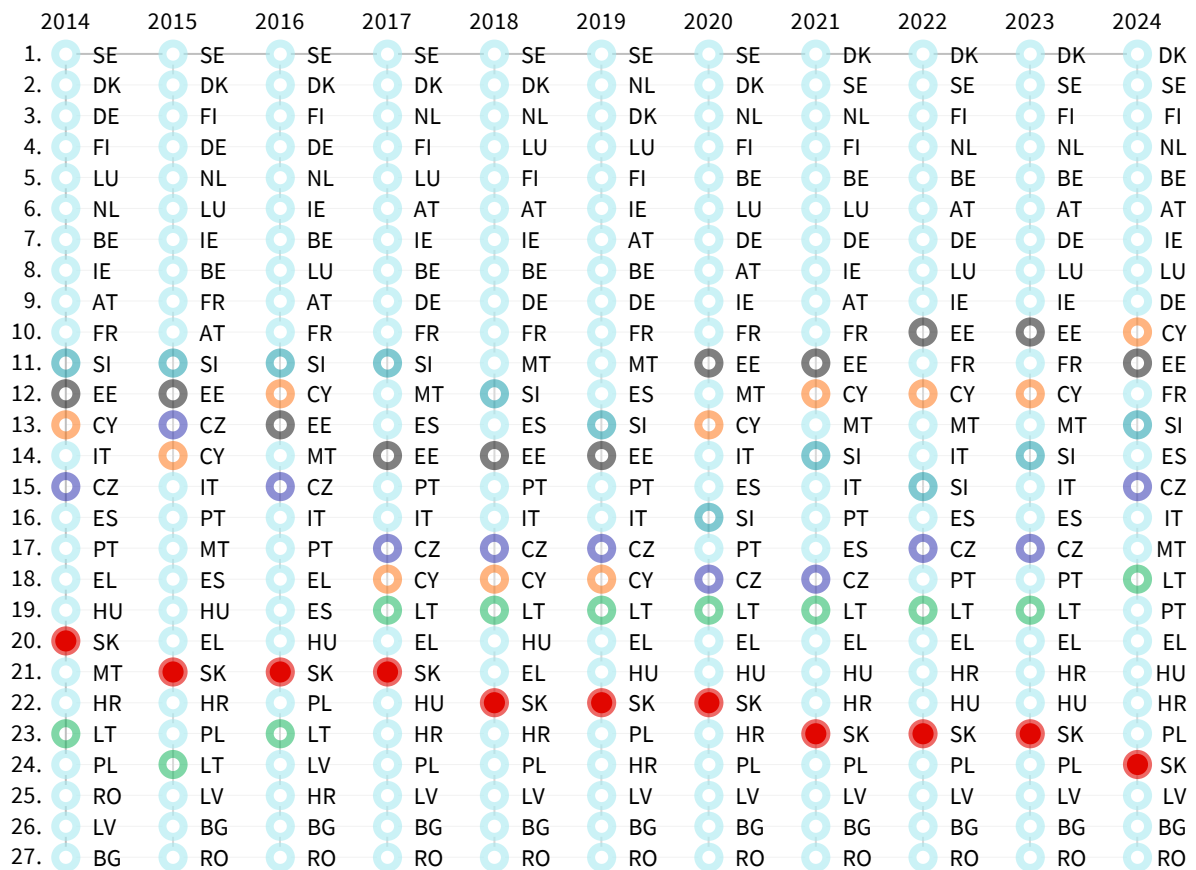 2014 2015 2016 2017 2018 2019 2020 2021 2022 2023 2024
1. SE SE SE SE SE SE SE DK DK DK DK
2. DK DK DK DK DK NL DK SE SE SE SE
3. DE FI FI NL NL DK NL NL FI FI FI
4. FI DE DE FI LU LU FI FI NL NL NL
5. LU NL NL LU FI FI BE BE BE BE BE
6. NL LU IE AT AT IE LU LU AT AT AT
7. BE IE BE IE IE AT DE DE DE DE IE
8. IE BE LU BE BE BE AT IE LU LU LU
9. AT FR AT DE DE DE IE AT IE IE DE
10. FR AT FR FR FR FR FR FR EE EE CY
11. SI SI SI SI MT MT EE EE FR FR EE
12. EE EE CY MT SI ES MT CY CY CY FR
13. CY CZ EE ES ES SI CY MT MT MT SI
14. IT CY MT EE EE EE IT SI IT SI ES
15. CZ IT CZ PT PT PT ES IT SI IT CZ
16. ES PT IT IT IT IT SI PT ES ES IT
17. PT MT PT CZ CZ CZ PT ES CZ CZ MT
18. EL ES EL CY CY CY CZ CZ PT PT LT
19. HU HU ES LT LT LT LT LT LT LT PT
20. SK EL HU EL HU EL EL EL EL EL EL
21. MT SK SK SK EL HU HU HU HR HR HU
22. HR HR PL HU SK SK SK HR HU HU HR
23. LT PL LT HR HR PL HR SK SK SK PL
24. PL LT LV PL PL HR PL PL PL PL SK
25. RO LV HR LV LV LV LV LV LV LV LV
26. LV BG BG BG BG BG BG BG BG BG BG
27. BG RO RO RO RO RO RO RO RO RO RO